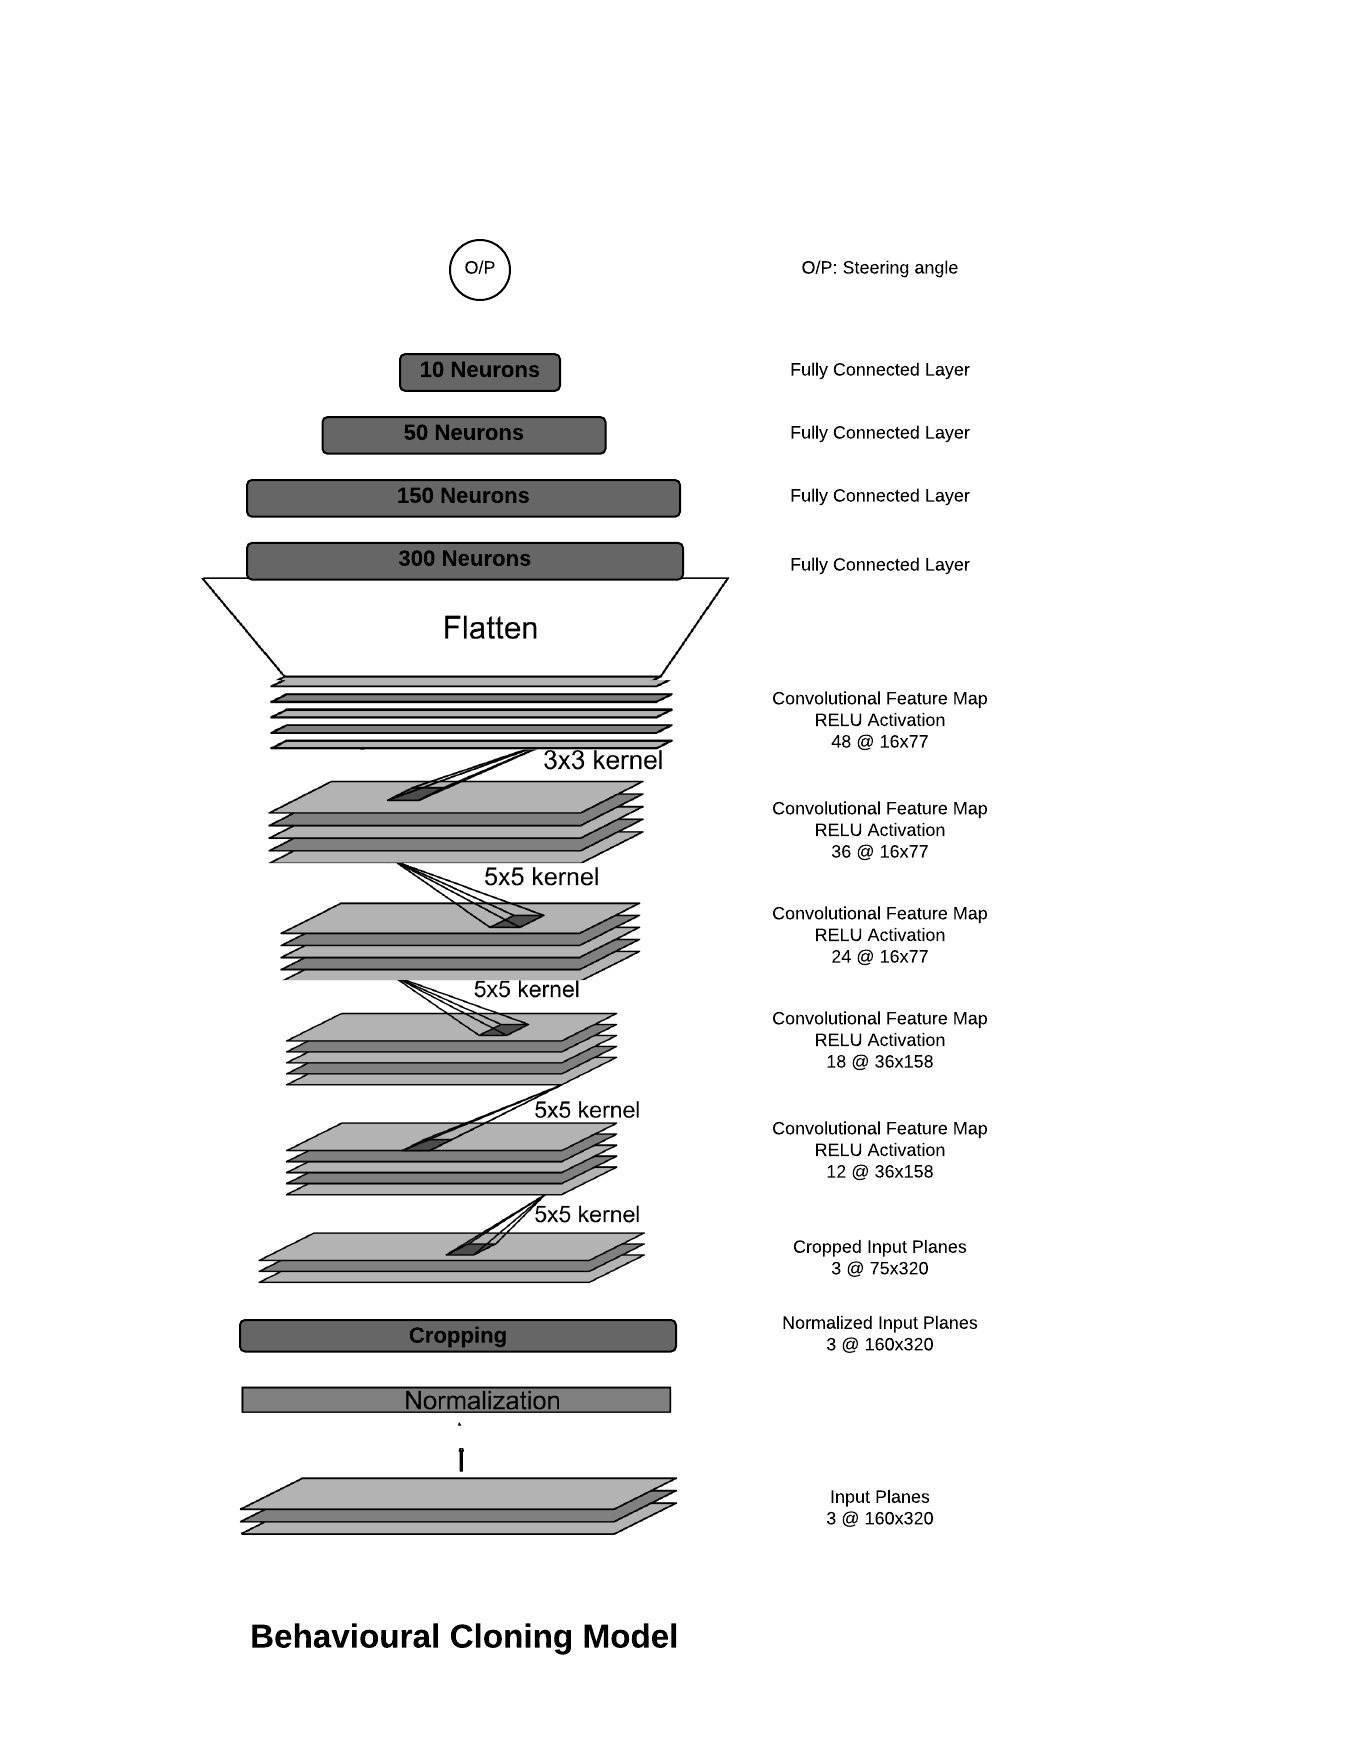 O/P
O/P: Steering angle
10 Neurons
Fully Connected Layer
50 Neurons
Fully Connected Layer
150 Neurons
Fully Connected Layer
300 Neurons
Fully Connected Layer
Flatten
Convolutional Feature Map
RELU Activation
48 @ 16x77
3x3 kernel
Convolutional Feature Map
RELU Activation
36 @ 16x77
5x5 kernel
Convolutional Feature Map
RELU Activation
24 @ 16x77
5x5 kernel
Convolutional Feature Map
RELU Activation
18 @ 36x158
5x5 kernel
Convolutional Feature Map
RELU Activation
12 @ 36x158
5x5 kernel
Cropped Input Planes
3 @ 75x320
Cropping
Normalized Input Planes
3 @ 160x320
Normalization
Input Planes
3 @ 160x320
Behavioural Cloning Model